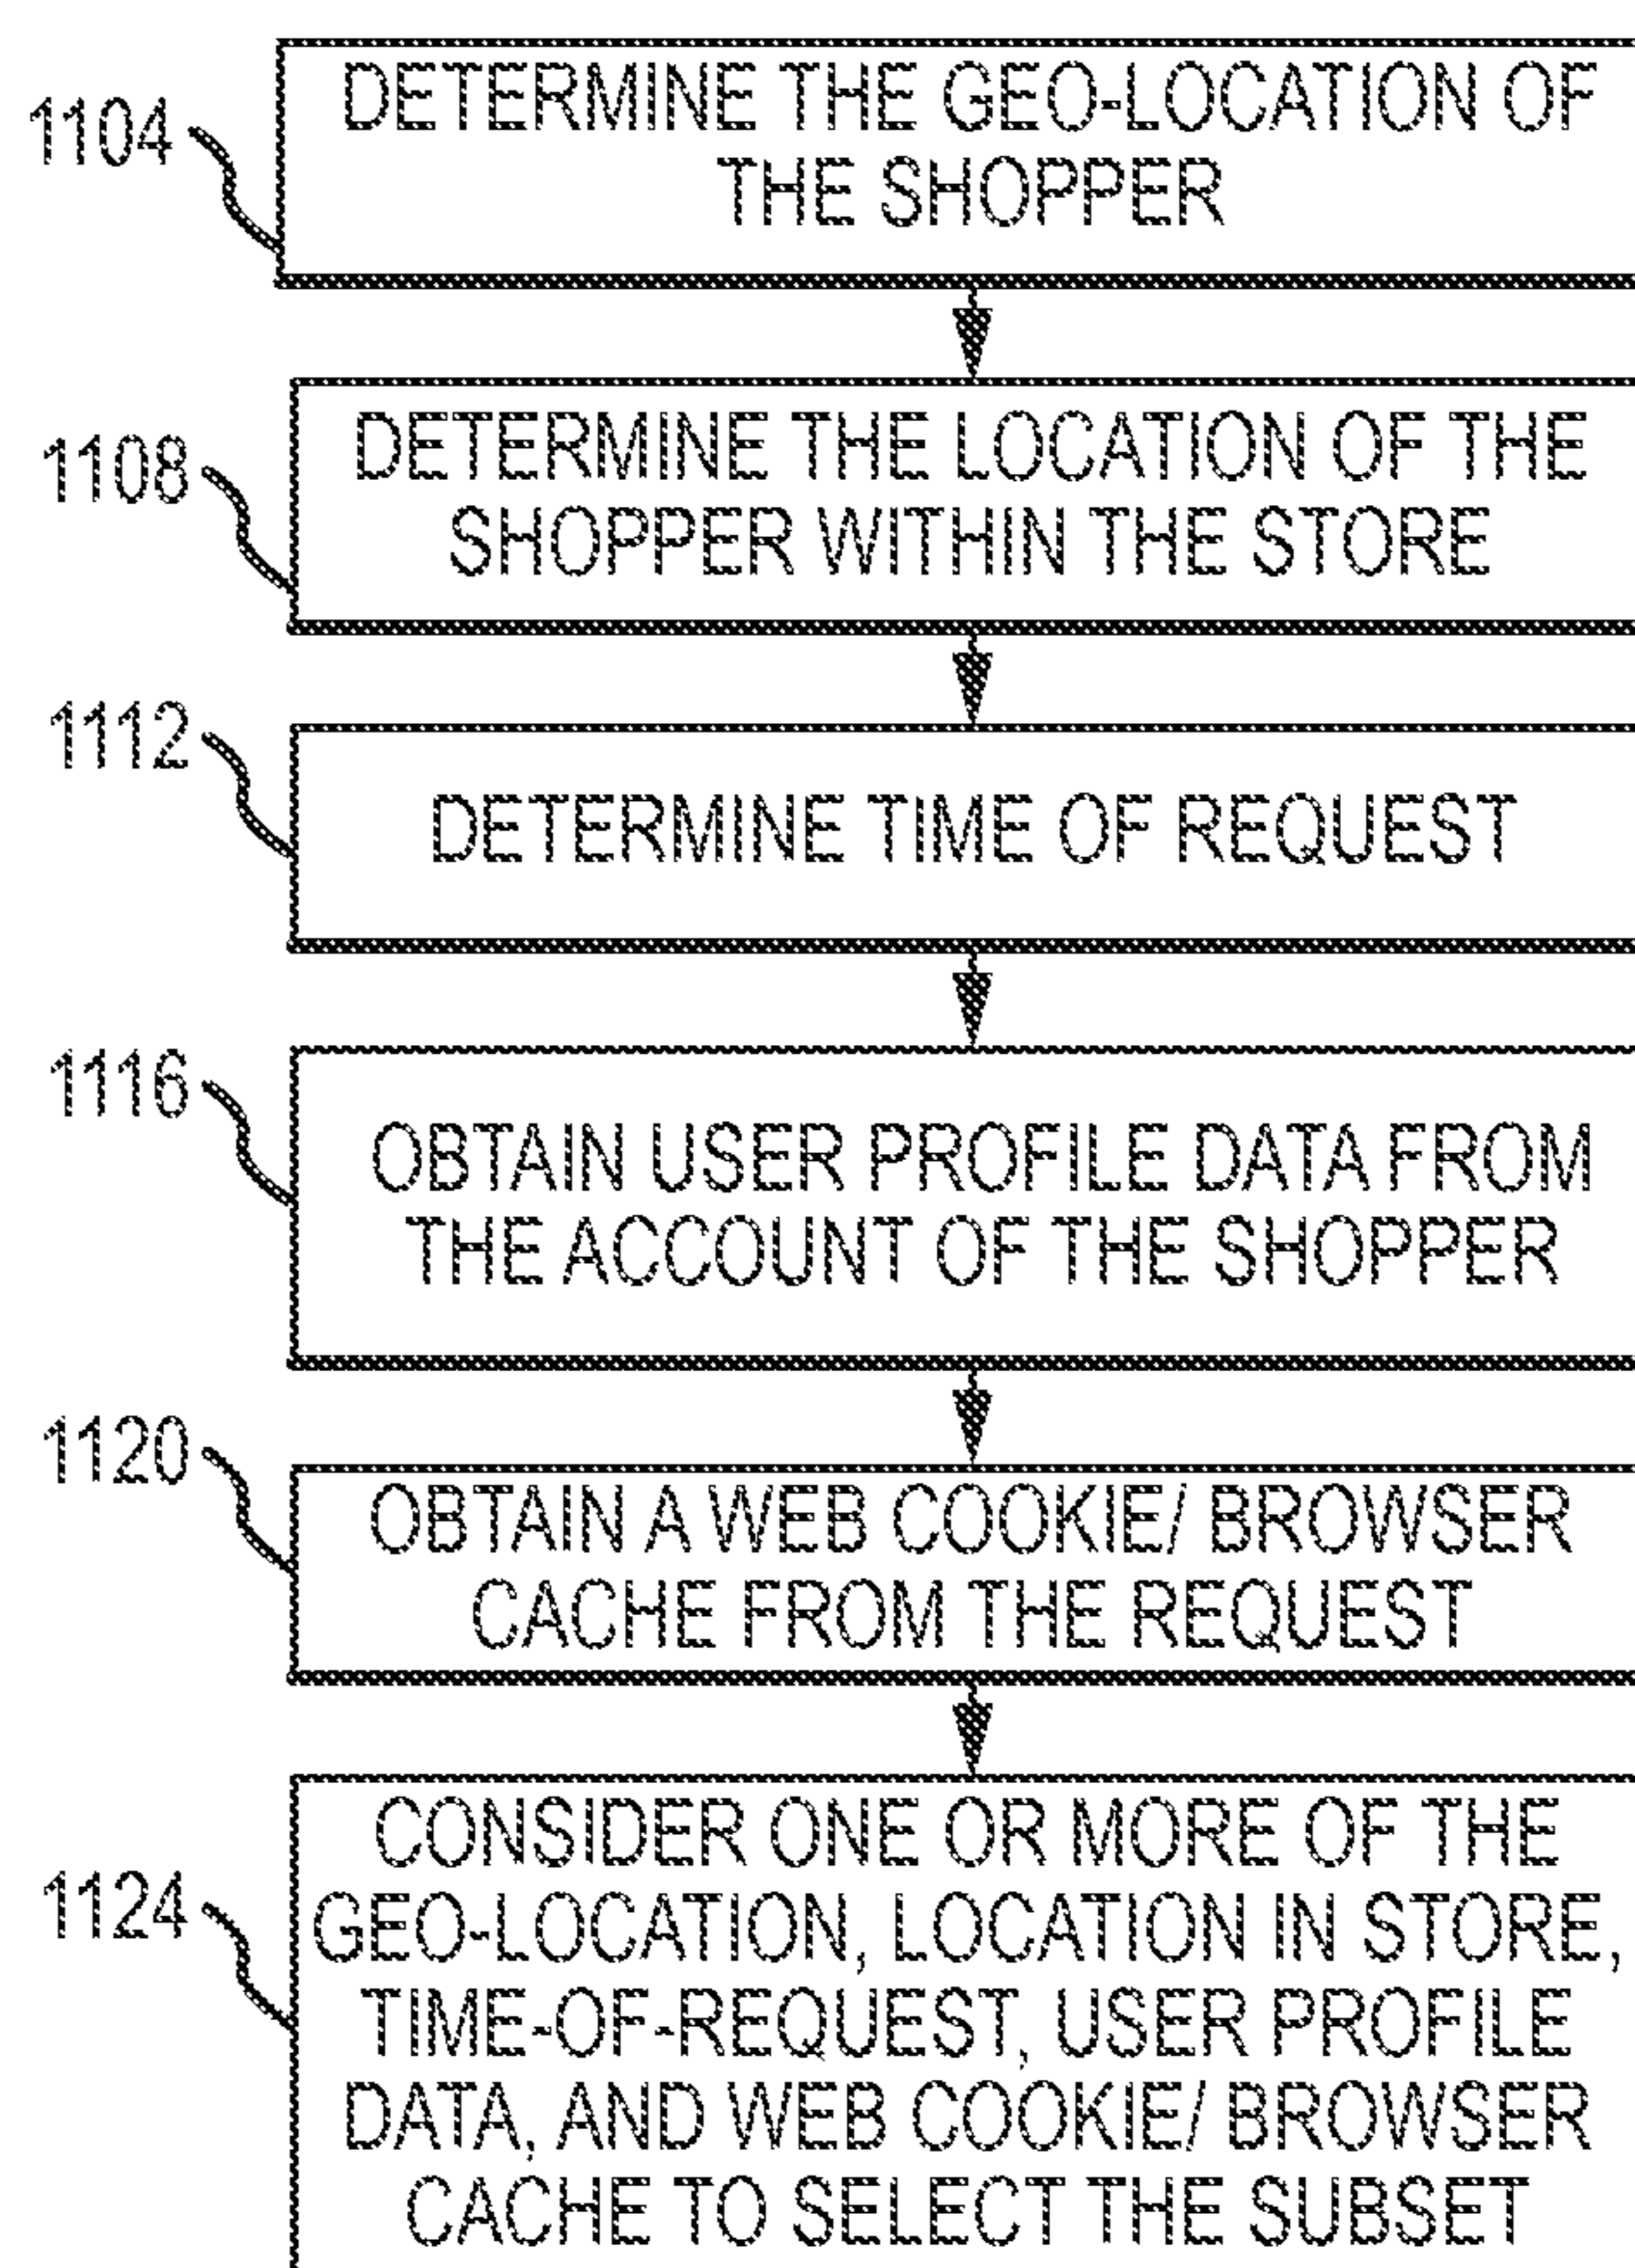 1104
DETERMINE THE GEO-LOCATION OF
THE SHOPPER
1108
DETERMINE THE LOCATION OF THE
SHOPPER WITHIN THE STORE
1112
DETERMINE TIME OF REQUEST
1116
OBTAIN USER PROFILE DATA FROM
THE ACCOUNT OF THE SHOPPER
1120
OBTAIN A WEB COOKIE/ BROWSER
CACHE FROM THE REQUEST
1124
CONSIDER ONE OR MORE OF THE
GEO-LOCATION, LOCATION IN STORE,
TIME-OF-REQUEST, USER PROFILE
DATA, AND WEB COOKIE/ BROWSER
CACHE TO SELECT THE SUBSET